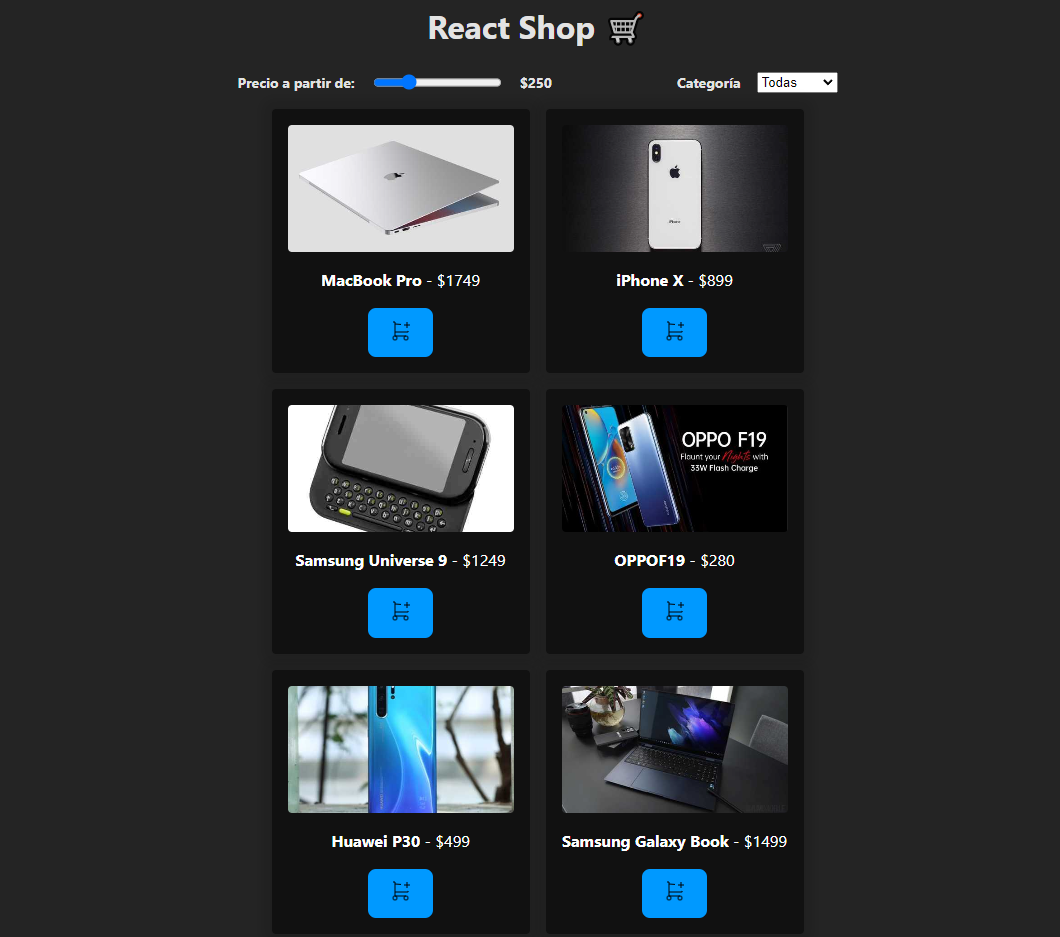 React Shop
Precio a partir de: $250 Categoría Todas
iPhone
MacBook Pro - $1749
iPhone X - $899
OPPO F19
Flaunt your Nights with
33W Flash Charge
Samsung Universe 9 - $1249
OPPOF19 - $280
Huawei P30 - $499
Samsung Galaxy Book - $1499